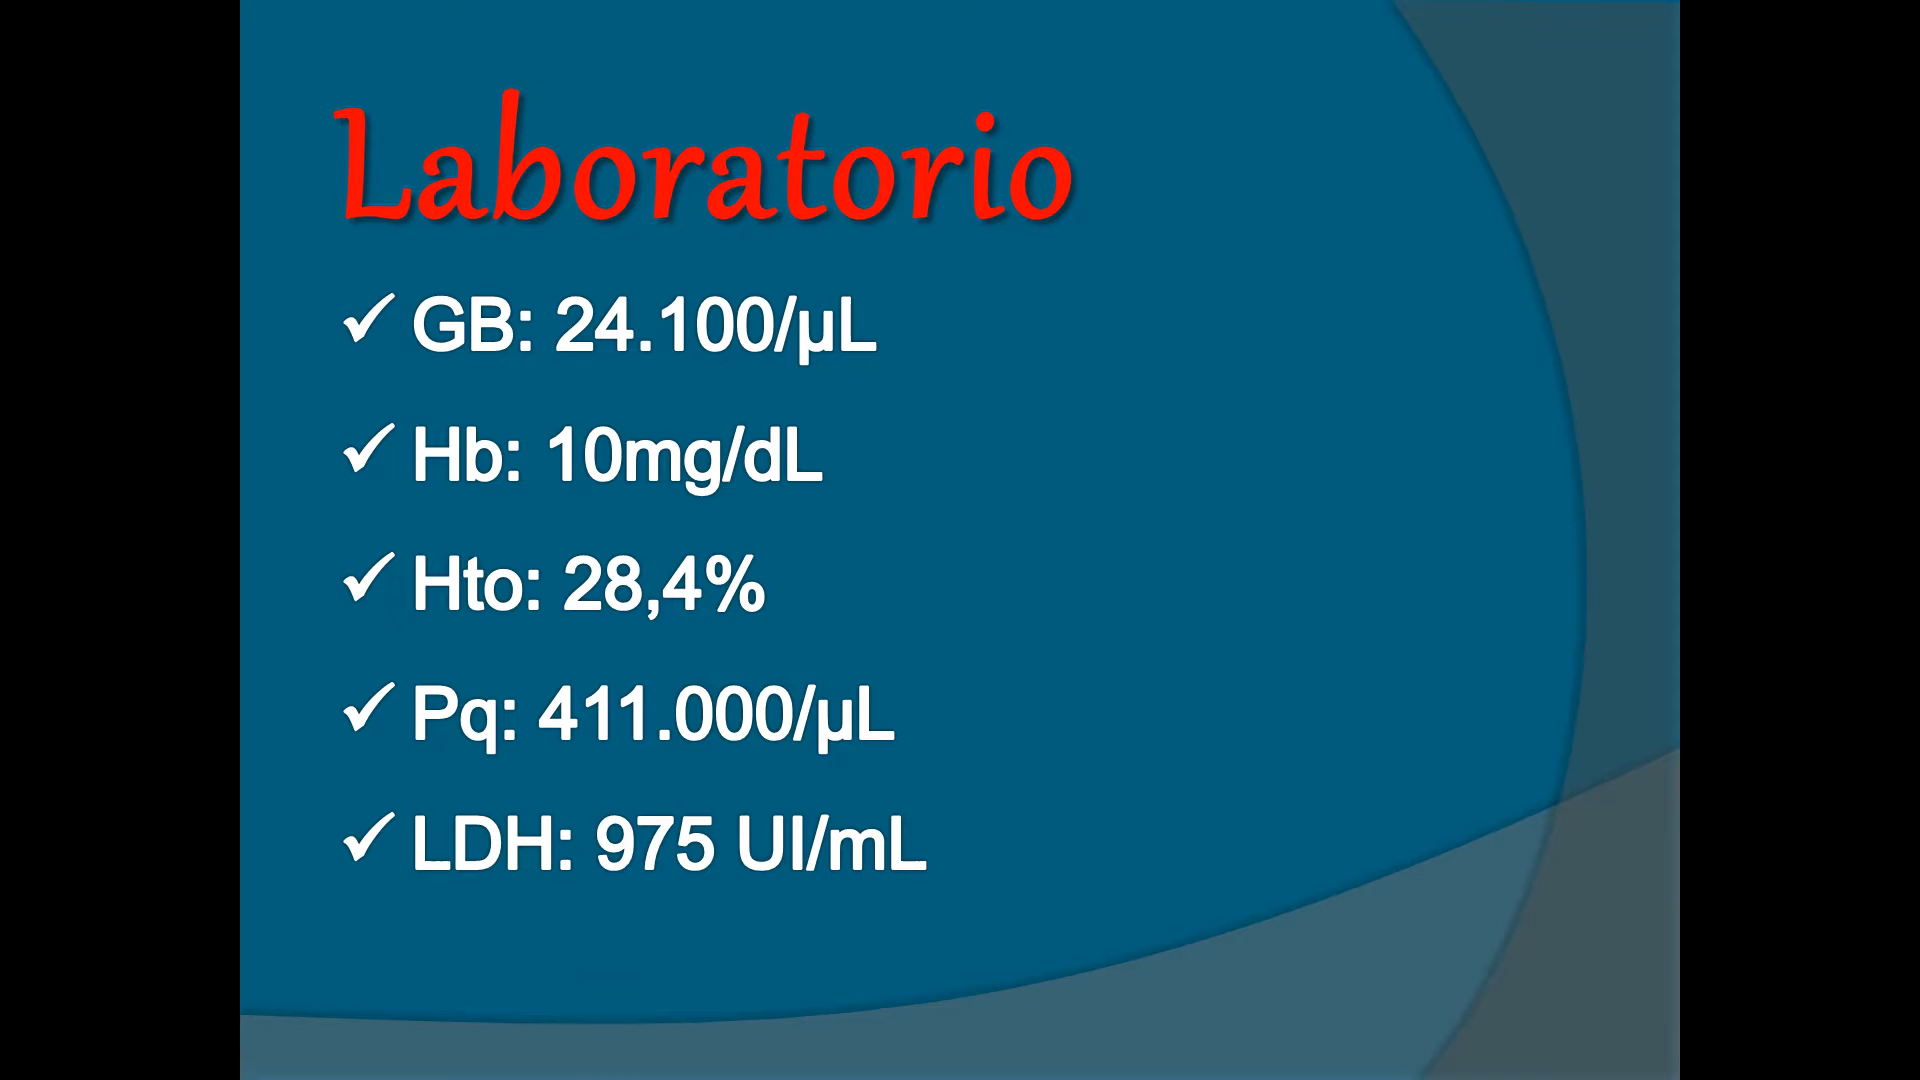 Laboratorio
✓ GB: 24.100/µL
✓ Hb: 10mg/dL
✓ Hto: 28,4%
✓ Pq: 411.000/µL
✓ LDH: 975 UI/mL